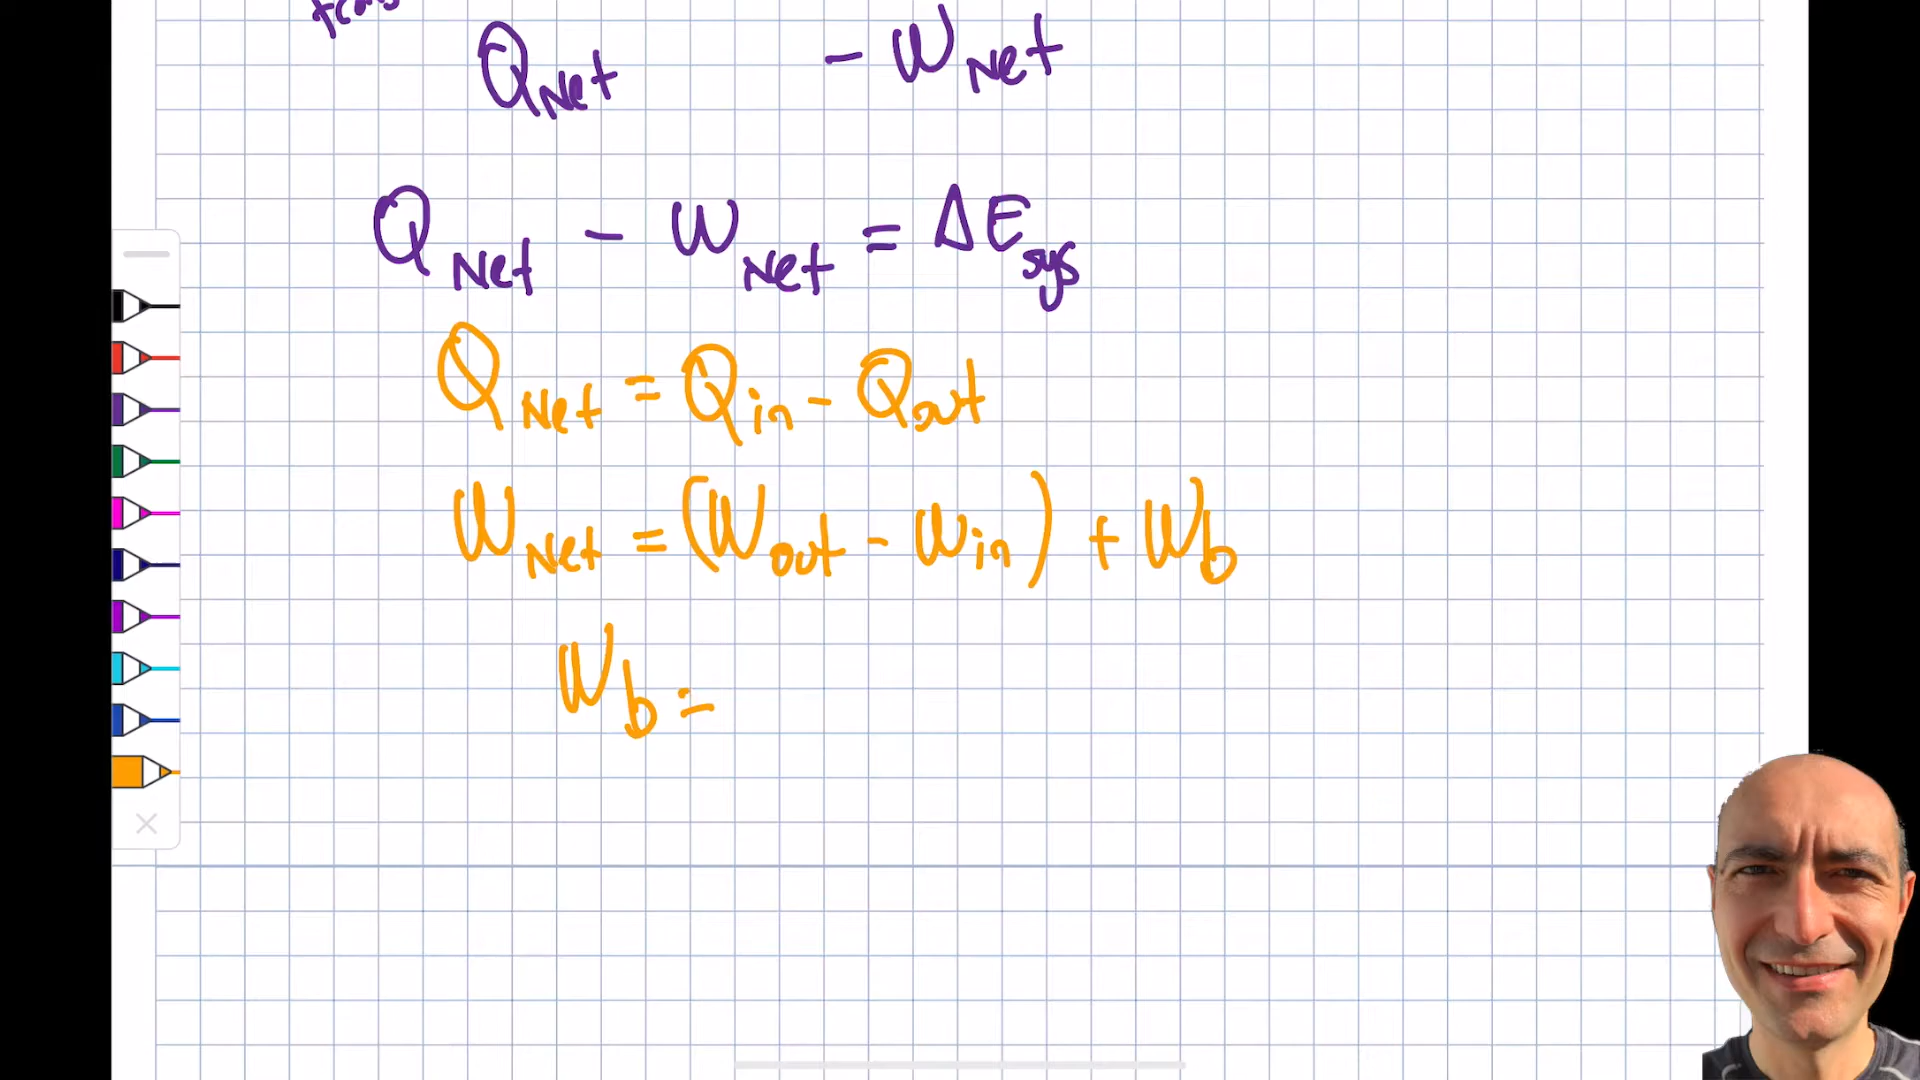 Q_Net - W_Net
Q_Net - W_Net = ΔE_sys
Q_Net = Q_in - Q_out
W_Net = (W_out - W_in) + W_b
W_b =